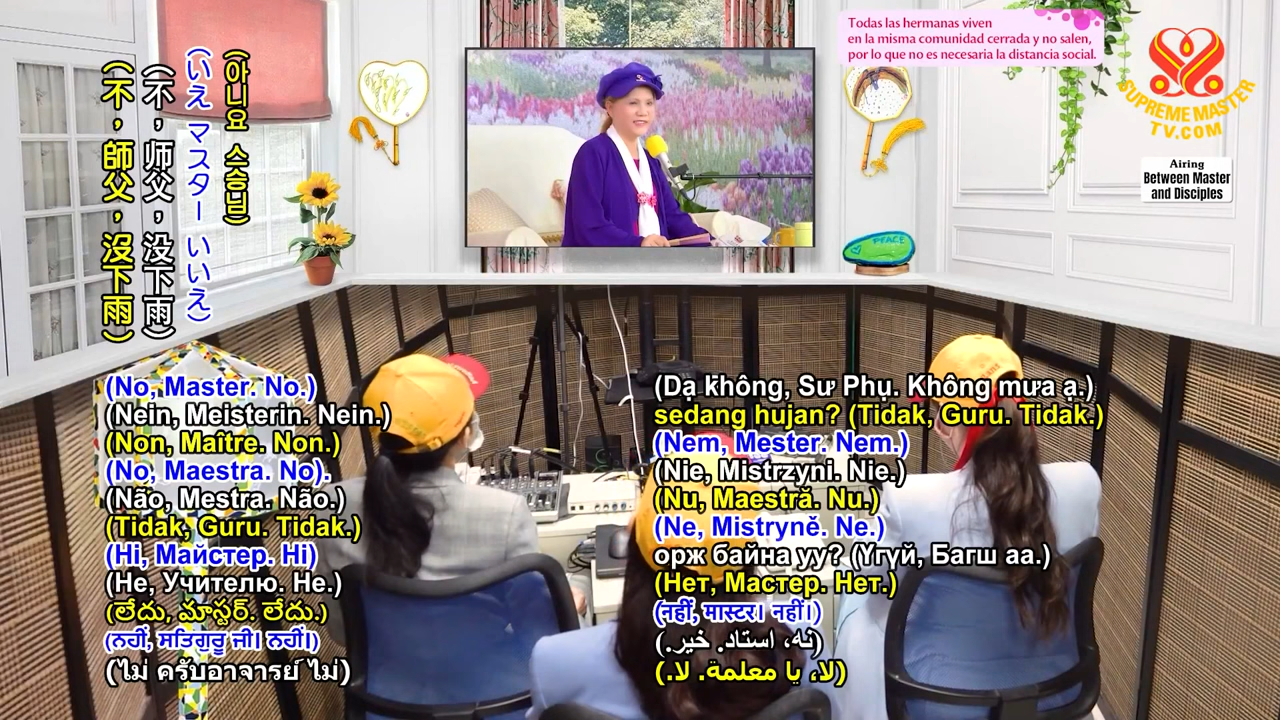 Todas las hermanas viven
en la misma comunidad cerrada y no salen,
por lo que no es necesaria la distancia social.
SUPREME MASTER
TV.COM
Airing
Between Master
and Disciples
PEACE
(아니요 스승님)
(いえ マスター いいえ)
(不，师父，没下雨)
(不，師父，沒下雨)
(No, Master. No.)
(Nein, Meisterin. Nein.)
(Non, Maître. Non.)
(No, Maestra. No).
(Não, Mestra. Não.)
(Tidak, Guru. Tidak.)
(Ні, Майстер. Ні)
(Не, Учителю. Не.)
(లేదు, మాస్టర్. లేదు.)
(ਨਹੀਂ, ਸਤਿਗੁਰੂ ਜੀ। ਨਹੀਂ।)
(ไม่ ครับอาจารย์ ไม่)
(Dạ không, Sư Phụ. Không mưa ạ.)
sedang hujan? (Tidak, Guru. Tidak.)
(Nem, Mester. Nem.)
(Nie, Mistrzyni. Nie.)
(Nu, Maestră. Nu.)
(Ne, Mistryně. Ne.)
орж байна уу? (Үгүй, Багш аа.)
(Нет, Мастер. Нет.)
(नहीं, मास्टर। नहीं।)
(نه، استاد. خیر.)
(لا، يا معلمة. لا.)